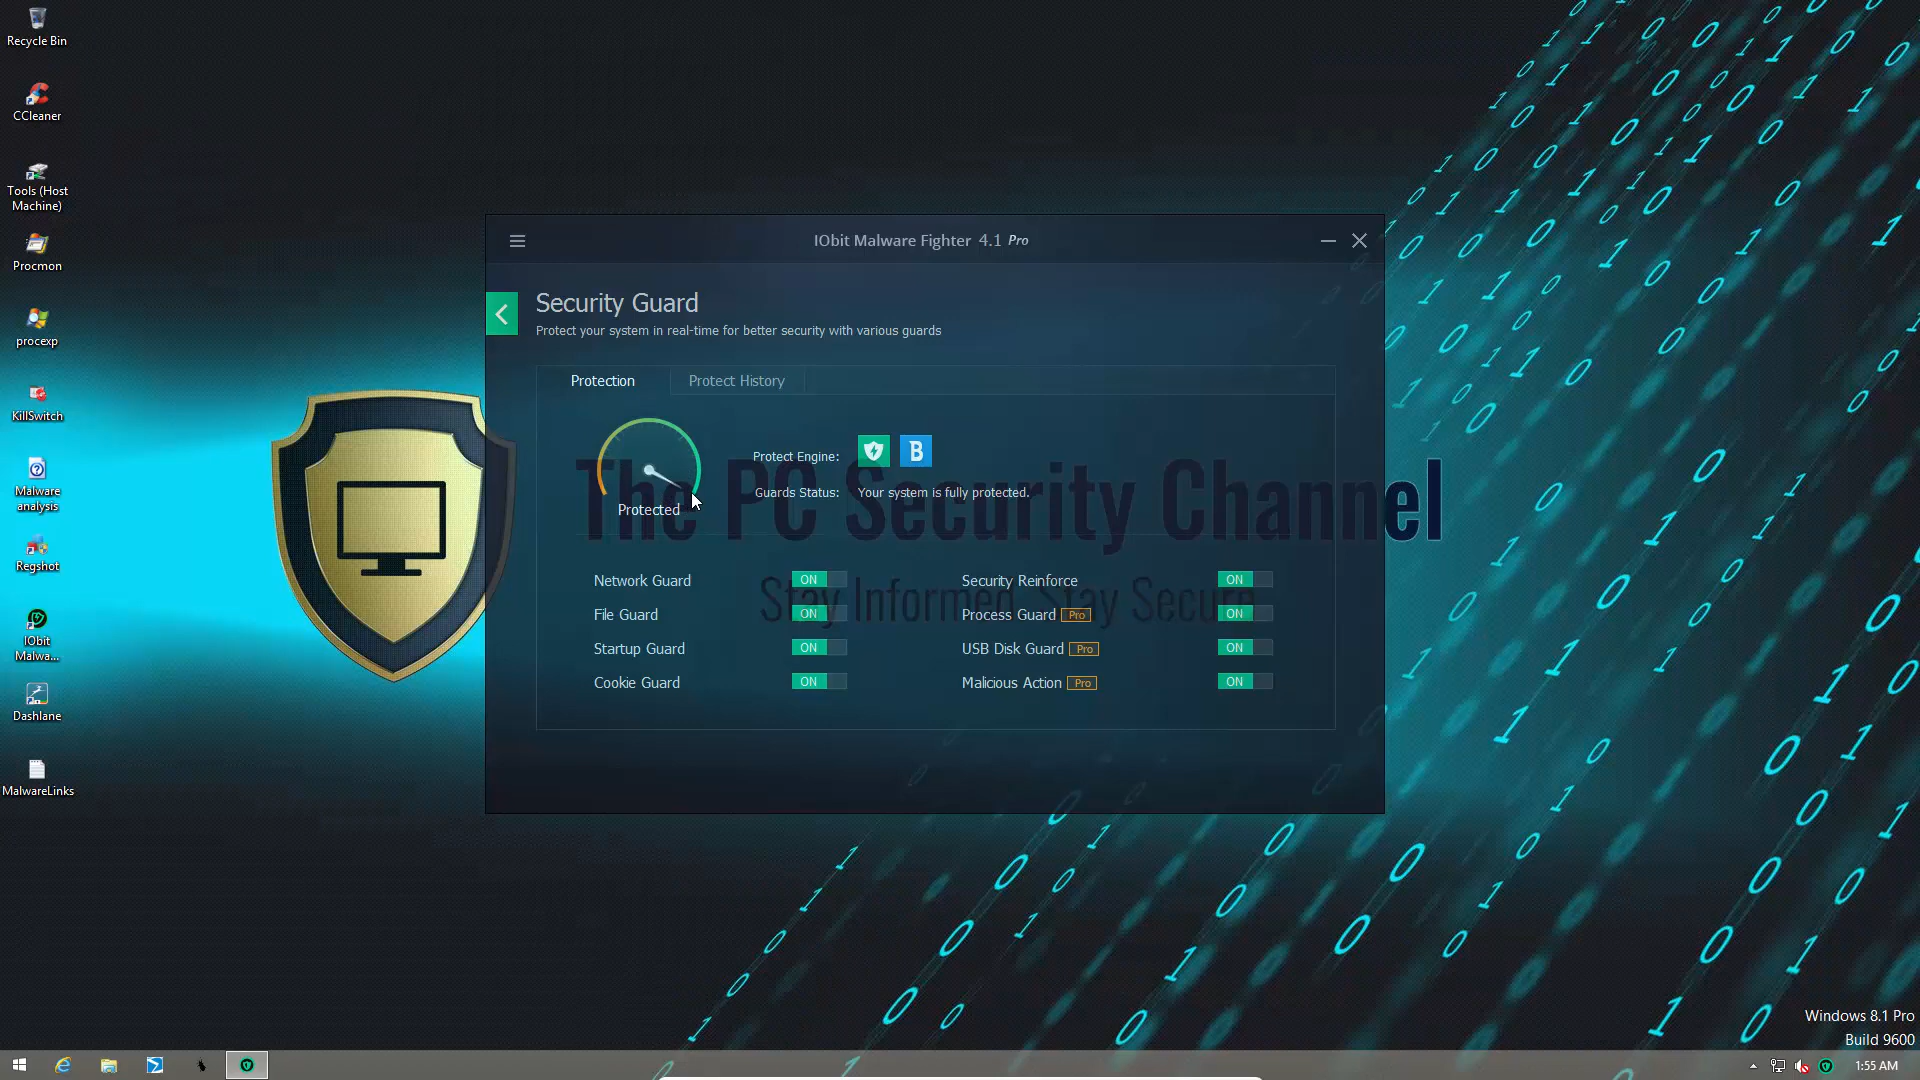 Recycle Bin
CCleaner
Tools (Host
Machine)
Procmon
procexp
KillSwitch
Malware
analysis
Regshot
IObit
Malwa...
Dashlane
MalwareLinks
IObit Malware Fighter 4.1 Pro
Security Guard
Protect your system in real-time for better security with various guards
Protection
Protect History
Protected
Protect Engine:
B
Guards Status: Your system is fully protected.
The PC Security Channel
Stay Informed. Stay Secure
Network Guard ON
Security Reinforce ON
File Guard ON
Process Guard Pro ON
Startup Guard ON
USB Disk Guard Pro ON
Cookie Guard ON
Malicious Action Pro ON
Windows 8.1 Pro
Build 9600
1:55 AM